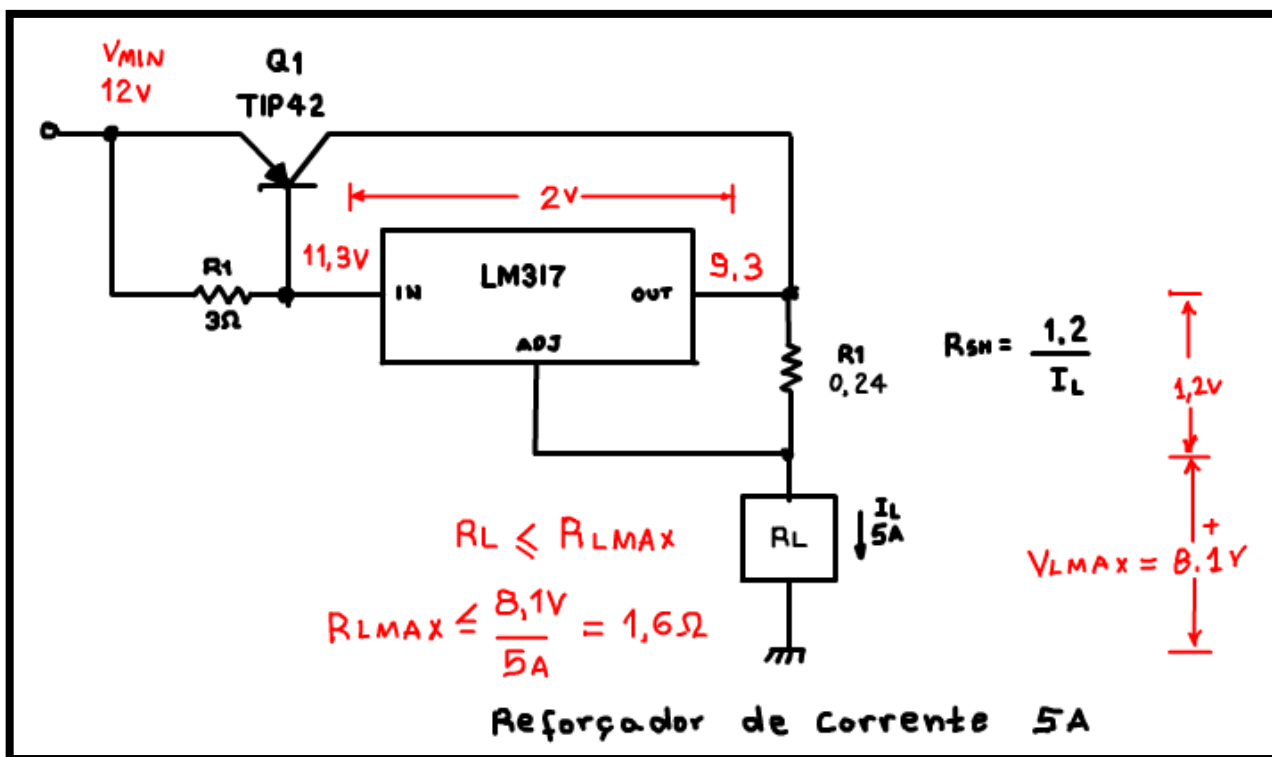 VMIN
12V
Q1
TIP42
2V
11,3V
LM317
9.3
R1
3Ω
IN
OUT
ADJ
R1
0,24
RSH = 1,2 / IL
1,2V
RL ≤ RLMAX
RL
IL
5A
+
VLMAX = 8.1V
RLMAX ≤ 8,1V / 5A = 1,6Ω
Reforçador de Corrente 5A